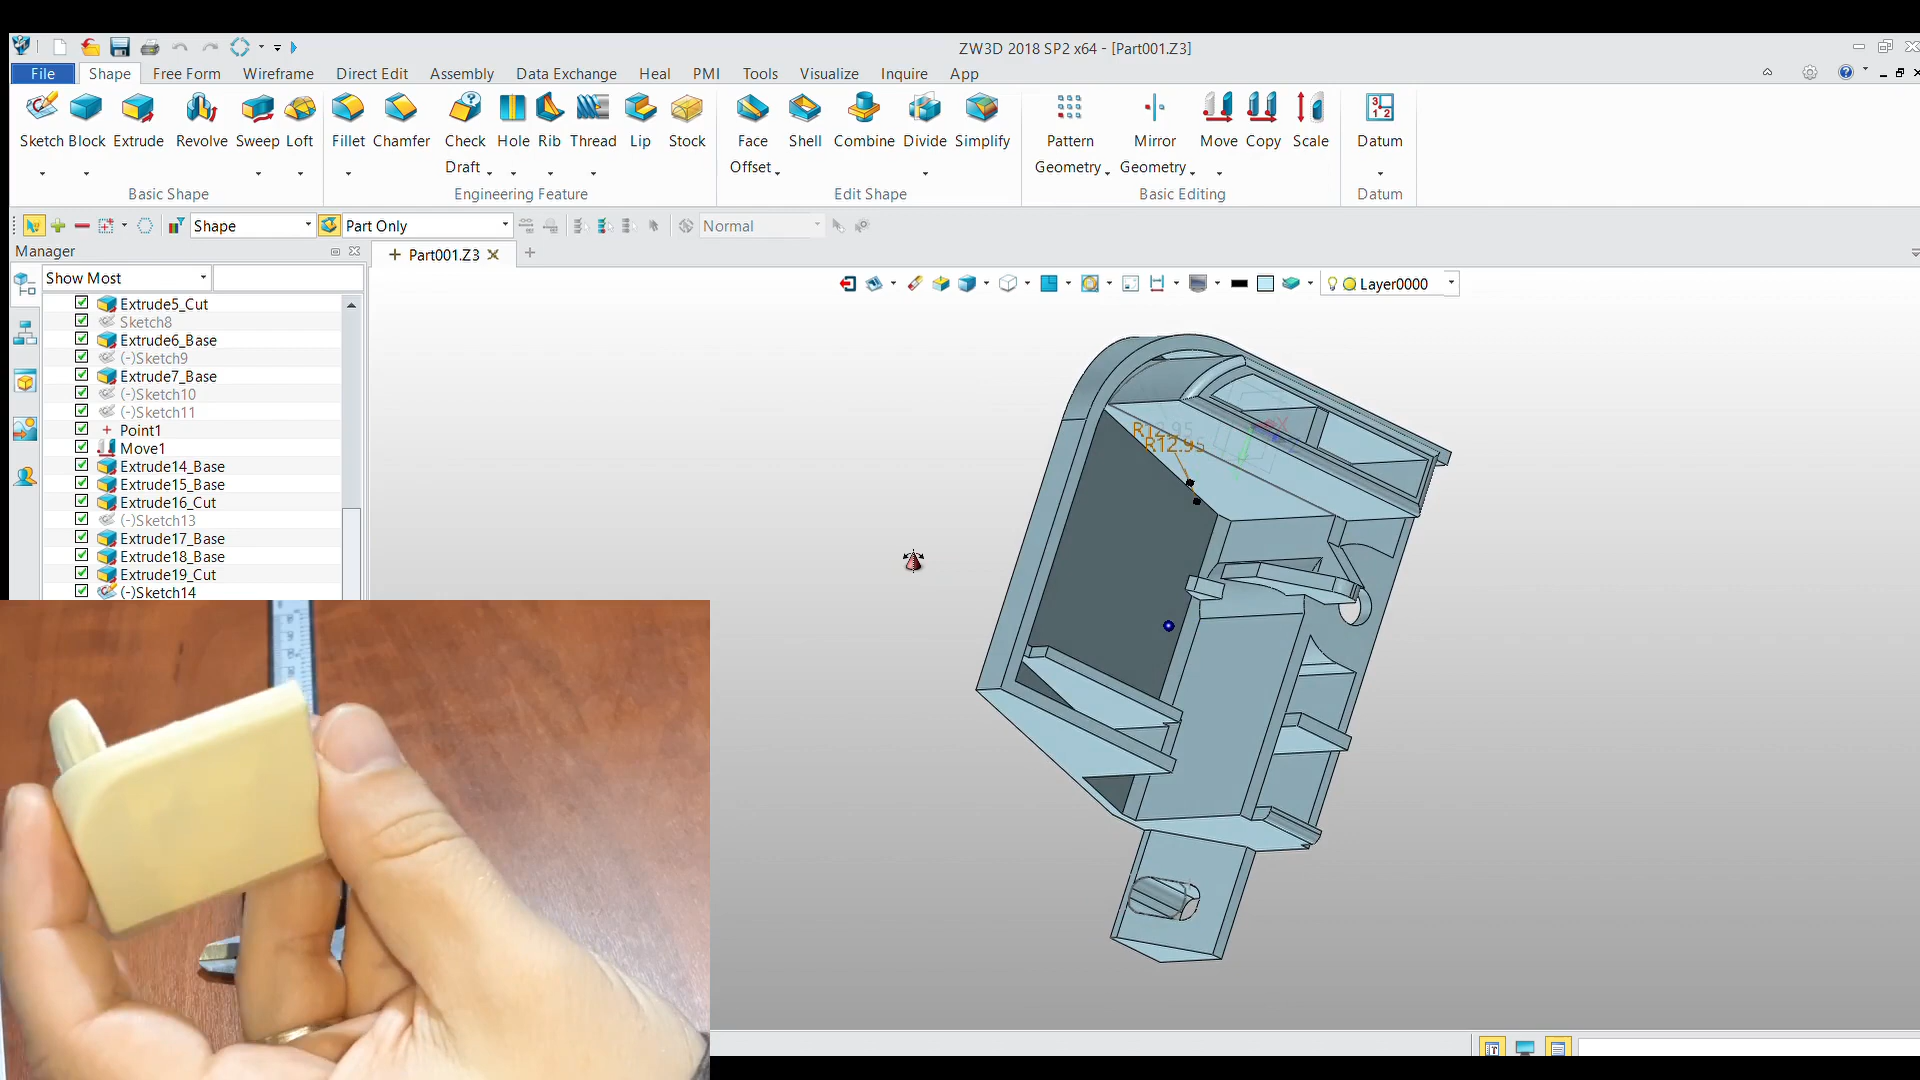 ZW3D 2018 SP2 x64 - [Part001.Z3]
File Shape Free Form Wireframe Direct Edit Assembly Data Exchange Heal PMI Tools Visualize Inquire App
Sketch Block Extrude Revolve Sweep Loft Fillet Chamfer Check Draft Hole Rib Thread Lip Stock Face Offset Shell Combine Divide Simplify Pattern Geometry Mirror Geometry Move Copy Scale Datum
Basic Shape Engineering Feature Edit Shape Basic Editing Datum
Shape Part Only Normal
Manager
Part001.Z3
Show Most
Layer0000
Extrude5_Cut
Sketch8
Extrude6_Base
(-)Sketch9
Extrude7_Base
(-)Sketch10
(-)Sketch11
Point1
Move1
Extrude14_Base
Extrude15_Base
Extrude16_Cut
(-)Sketch13
Extrude17_Base
Extrude18_Base
Extrude19_Cut
(-)Sketch14
R12.95
R12.95